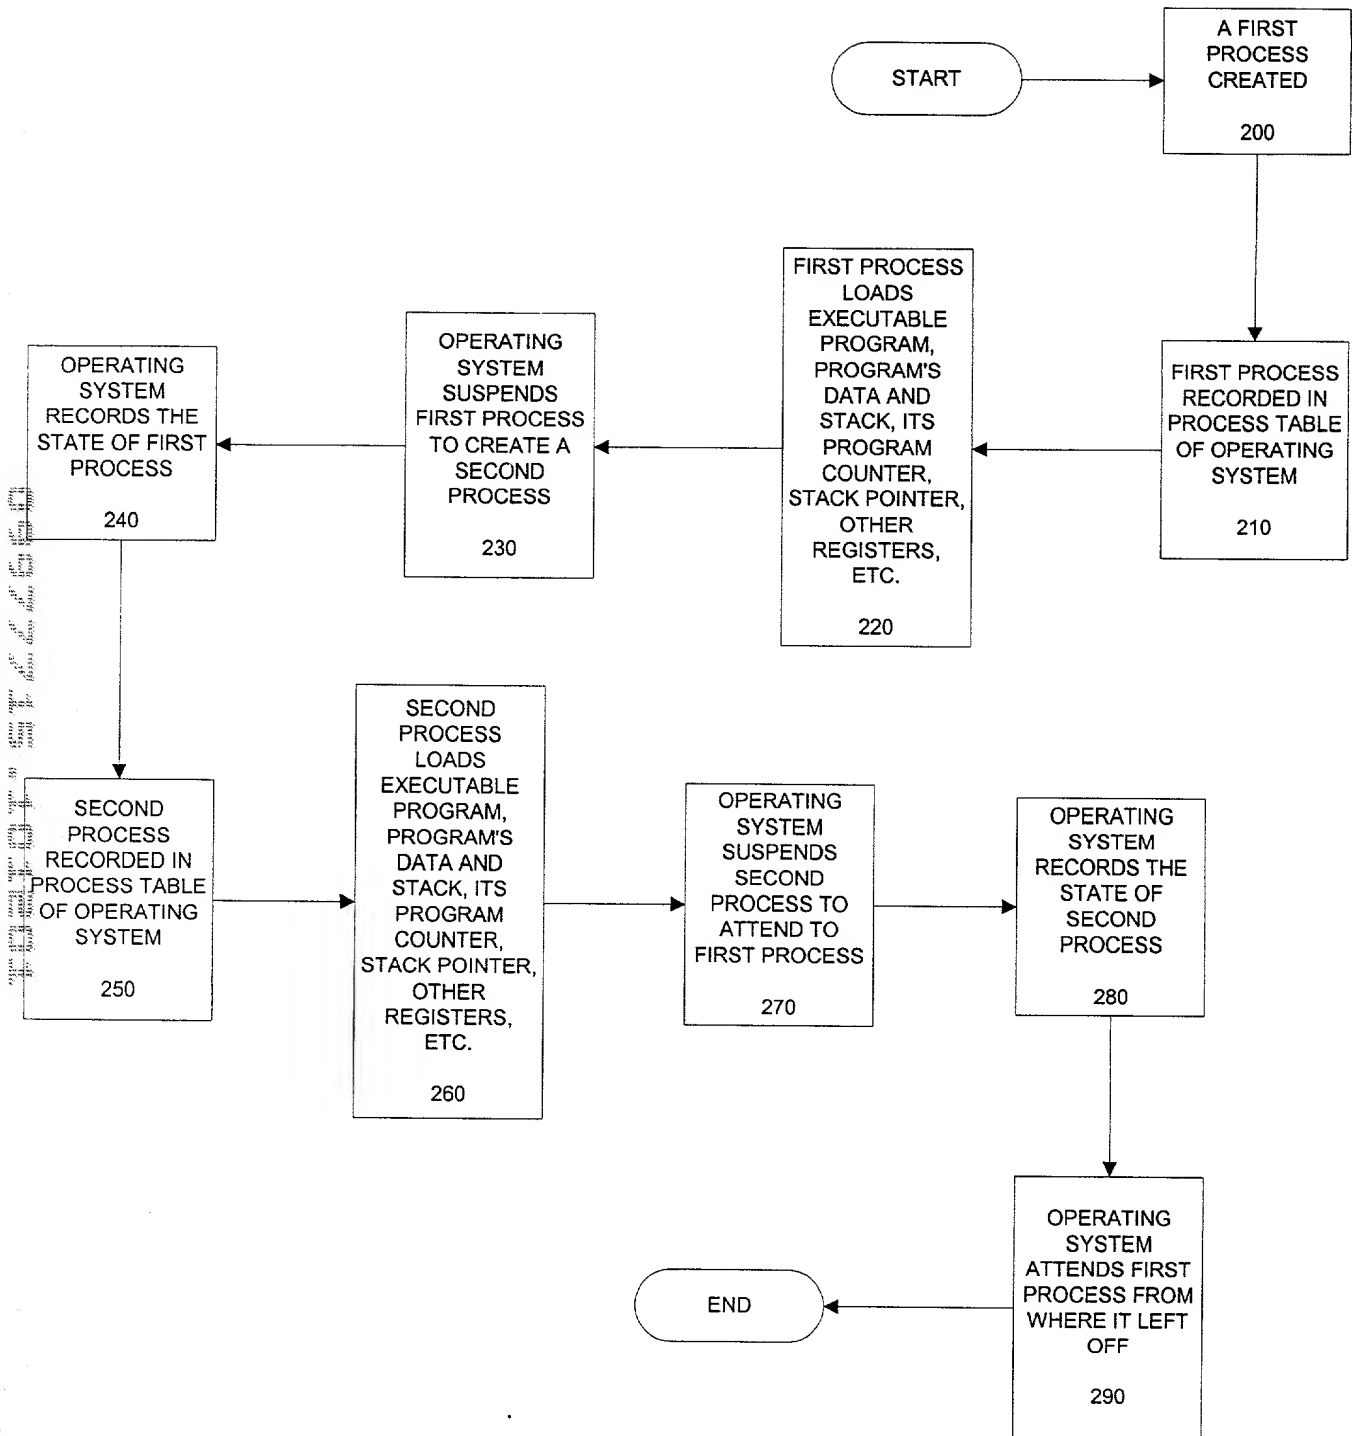 START
A FIRST
PROCESS
CREATED
200
FIRST PROCESS
RECORDED IN
PROCESS TABLE
OF OPERATING
SYSTEM
210
FIRST PROCESS
LOADS
EXECUTABLE
PROGRAM,
PROGRAM'S
DATA AND
STACK, ITS
PROGRAM
COUNTER,
STACK POINTER,
OTHER
REGISTERS,
ETC.
220
OPERATING
SYSTEM
SUSPENDS
FIRST PROCESS
TO CREATE A
SECOND
PROCESS
230
OPERATING
SYSTEM
RECORDS THE
STATE OF FIRST
PROCESS
240
SECOND
PROCESS
RECORDED IN
PROCESS TABLE
OF OPERATING
SYSTEM
250
SECOND
PROCESS
LOADS
EXECUTABLE
PROGRAM,
PROGRAM'S
DATA AND
STACK, ITS
PROGRAM
COUNTER,
STACK POINTER,
OTHER
REGISTERS,
ETC.
260
OPERATING
SYSTEM
SUSPENDS
SECOND
PROCESS TO
ATTEND TO
FIRST PROCESS
270
OPERATING
SYSTEM
RECORDS THE
STATE OF
SECOND
PROCESS
280
OPERATING
SYSTEM
ATTENDS FIRST
PROCESS FROM
WHERE IT LEFT
OFF
290
END